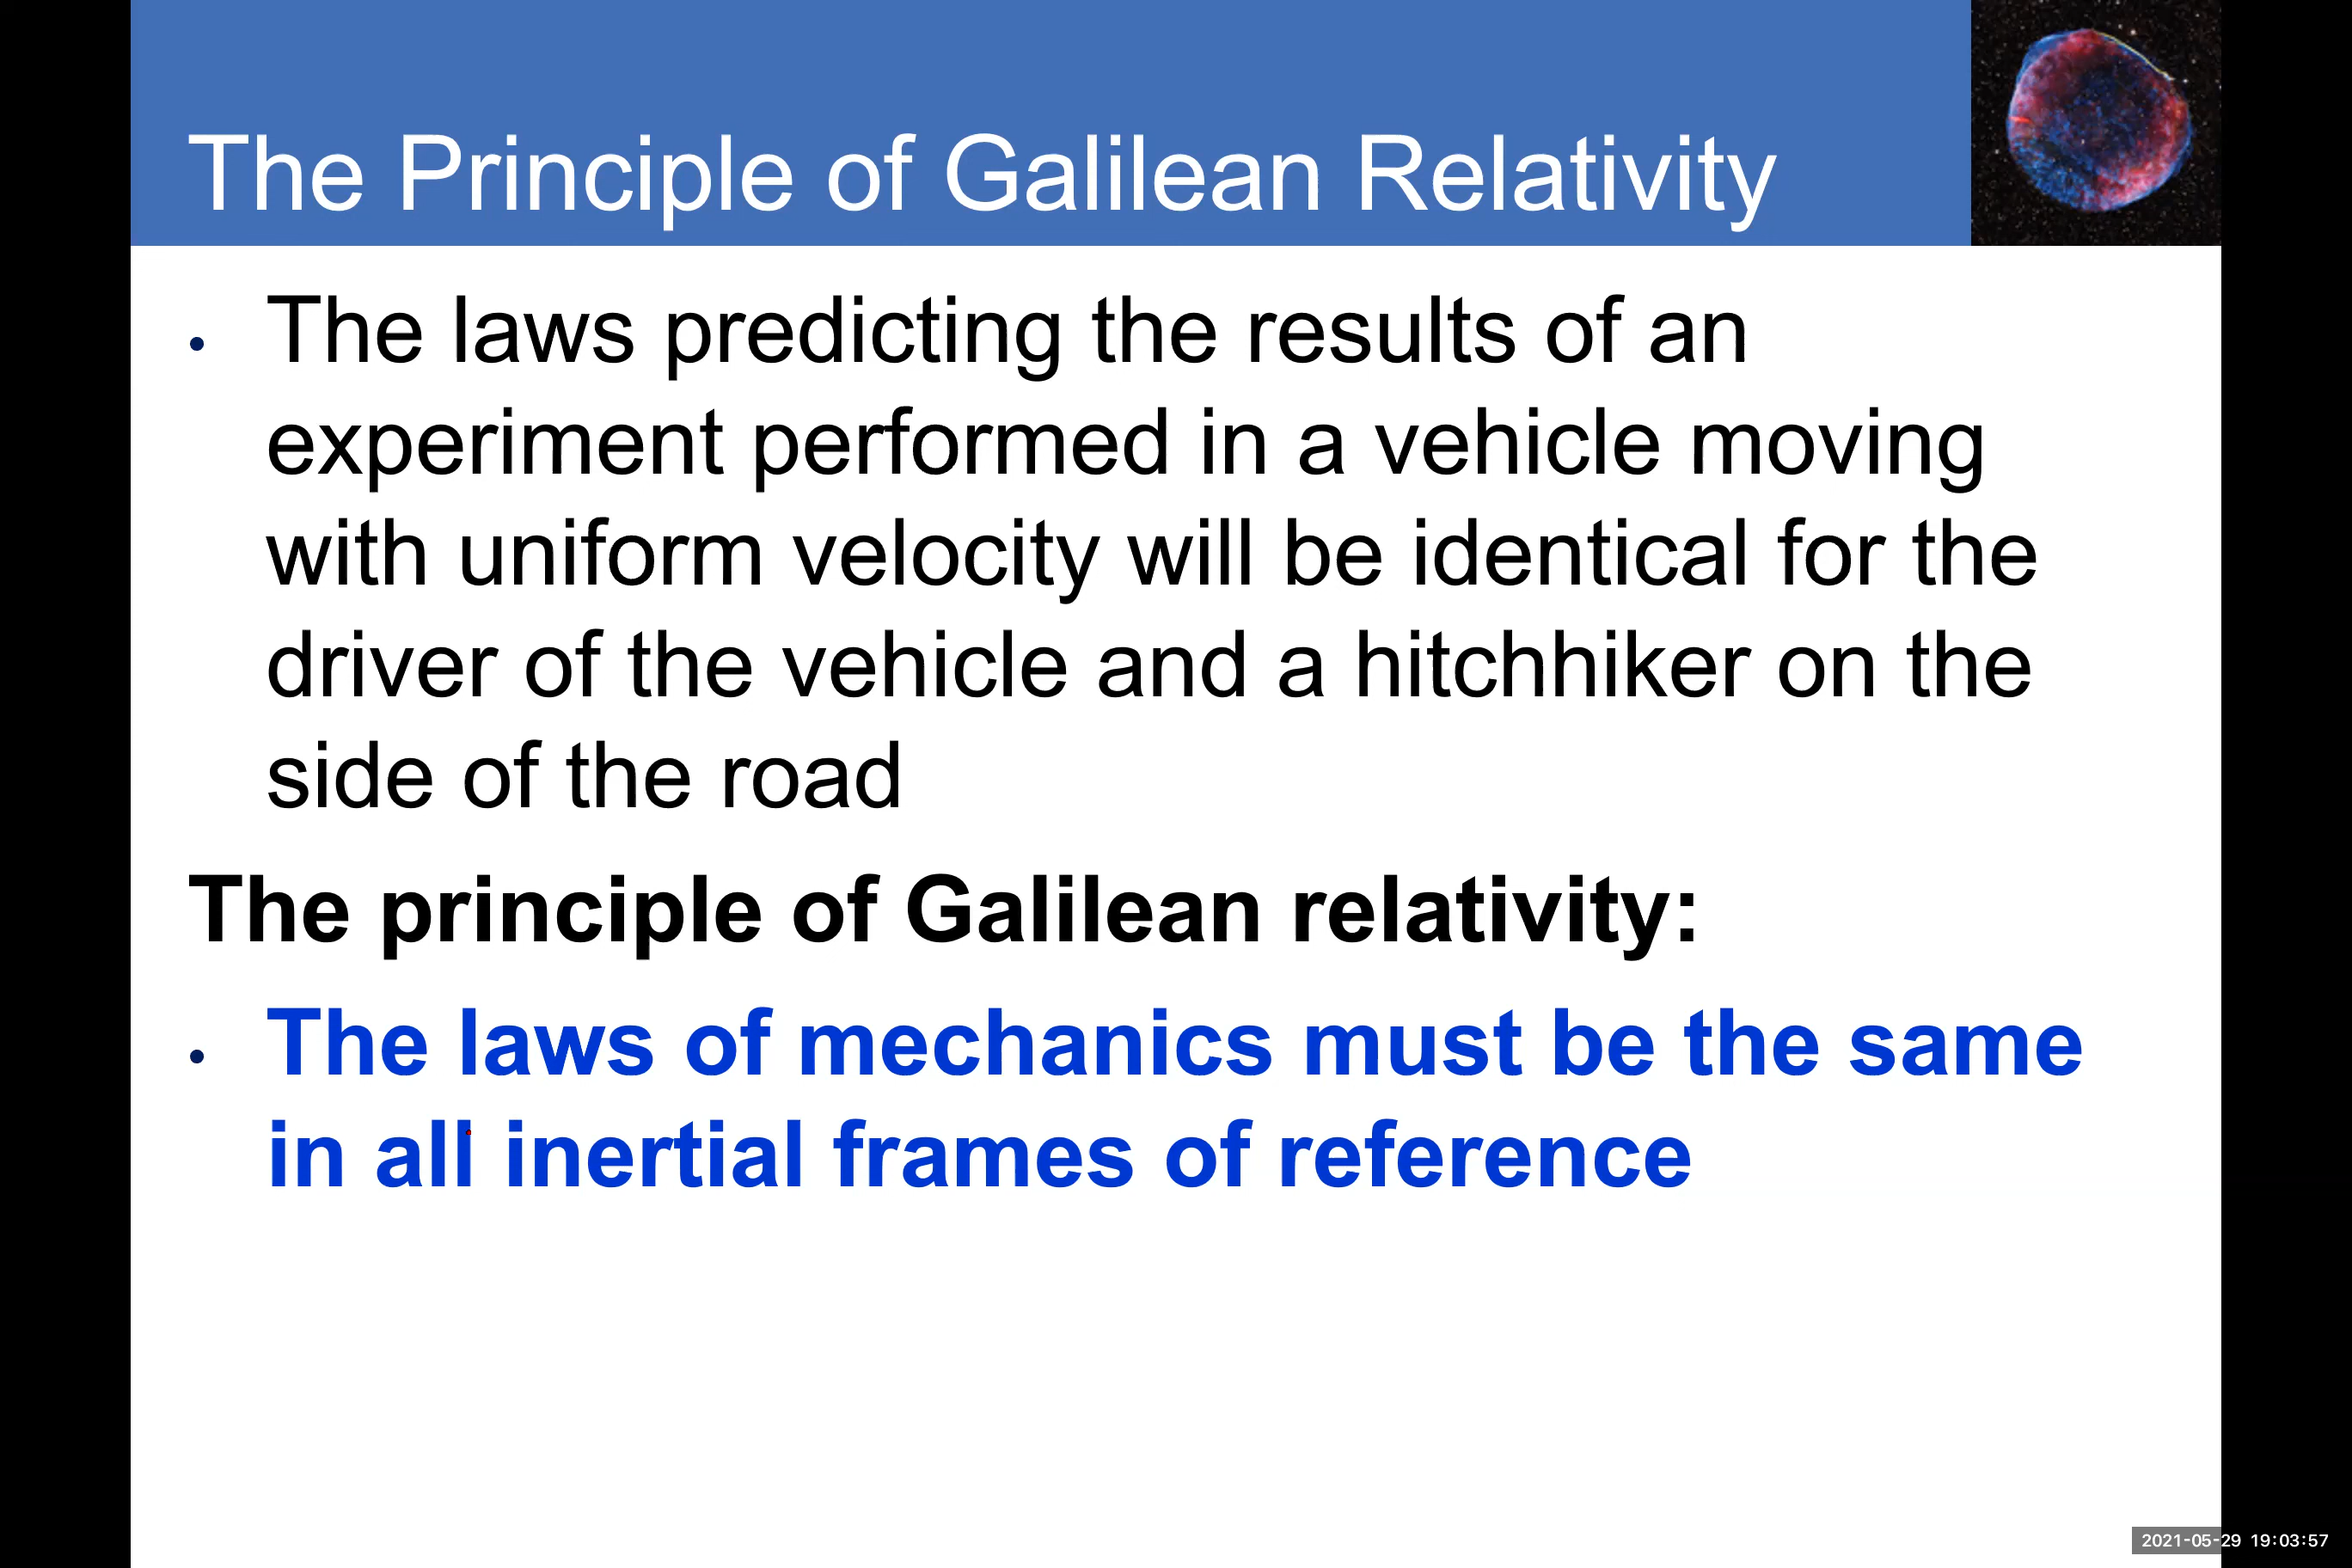 The Principle of Galilean Relativity
• The laws predicting the results of an
experiment performed in a vehicle moving
with uniform velocity will be identical for the
driver of the vehicle and a hitchhiker on the
side of the road
The principle of Galilean relativity:
• The laws of mechanics must be the same
in all inertial frames of reference
2021-05-29 19:03:57